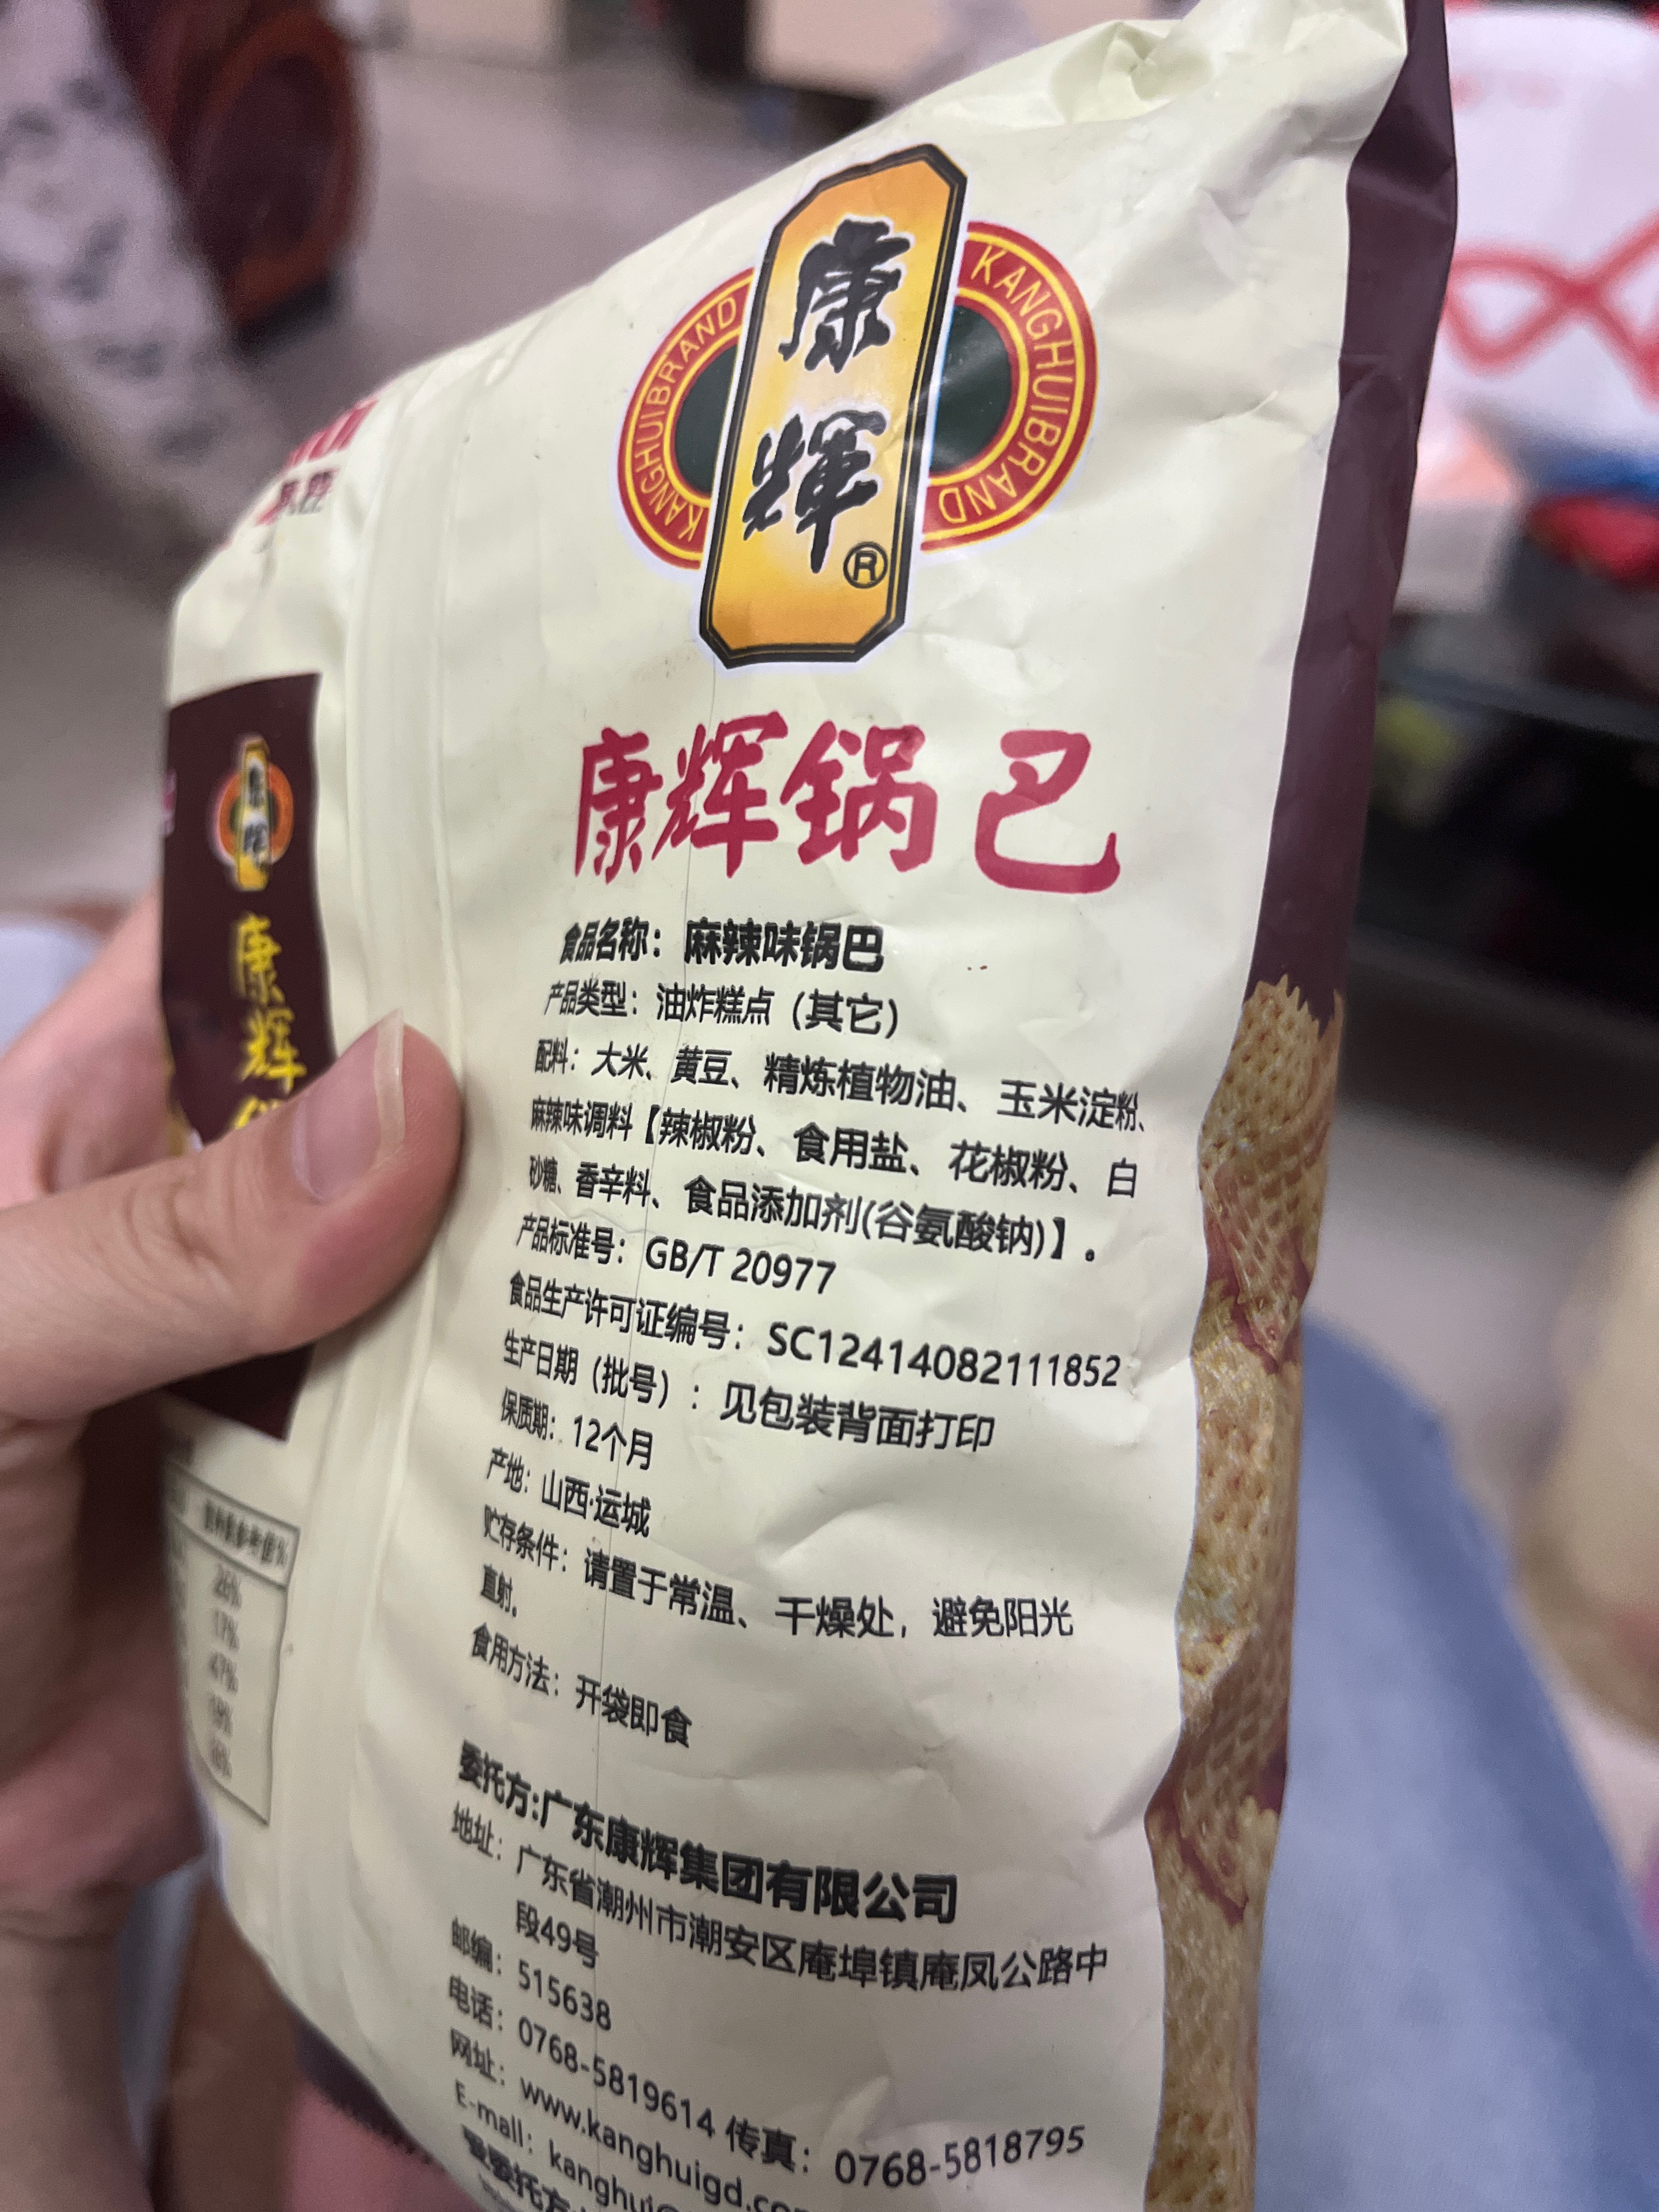 康
輝
®
KANGHUIBRAND
KANGHUIBRAND
康辉锅巴
食品名称：麻辣味锅巴
产品类型：油炸糕点（其它）
配料：大米、黄豆、精炼植物油、玉米淀粉、
麻辣味调料【辣椒粉、食用盐、花椒粉、白
砂糖、香辛料、食品添加剂(谷氨酸钠)】。
产品标准号：GB/T 20977
食品生产许可证编号：SC12414082111852
生产日期（批号）：见包装背面打印
保质期：12个月
产地：山西·运城
贮存条件：请置于常温、干燥处，避免阳光
直射。
食用方法：开袋即食
委托方:广东康辉集团有限公司
地址：广东省潮州市潮安区庵埠镇庵凤公路中
段49号
邮编：515638
电话：0768-5819614 传真：0768-5818795
网址：www.kanghuigd.com
E-mall：kanghui
康輝
康辉
17%
47%